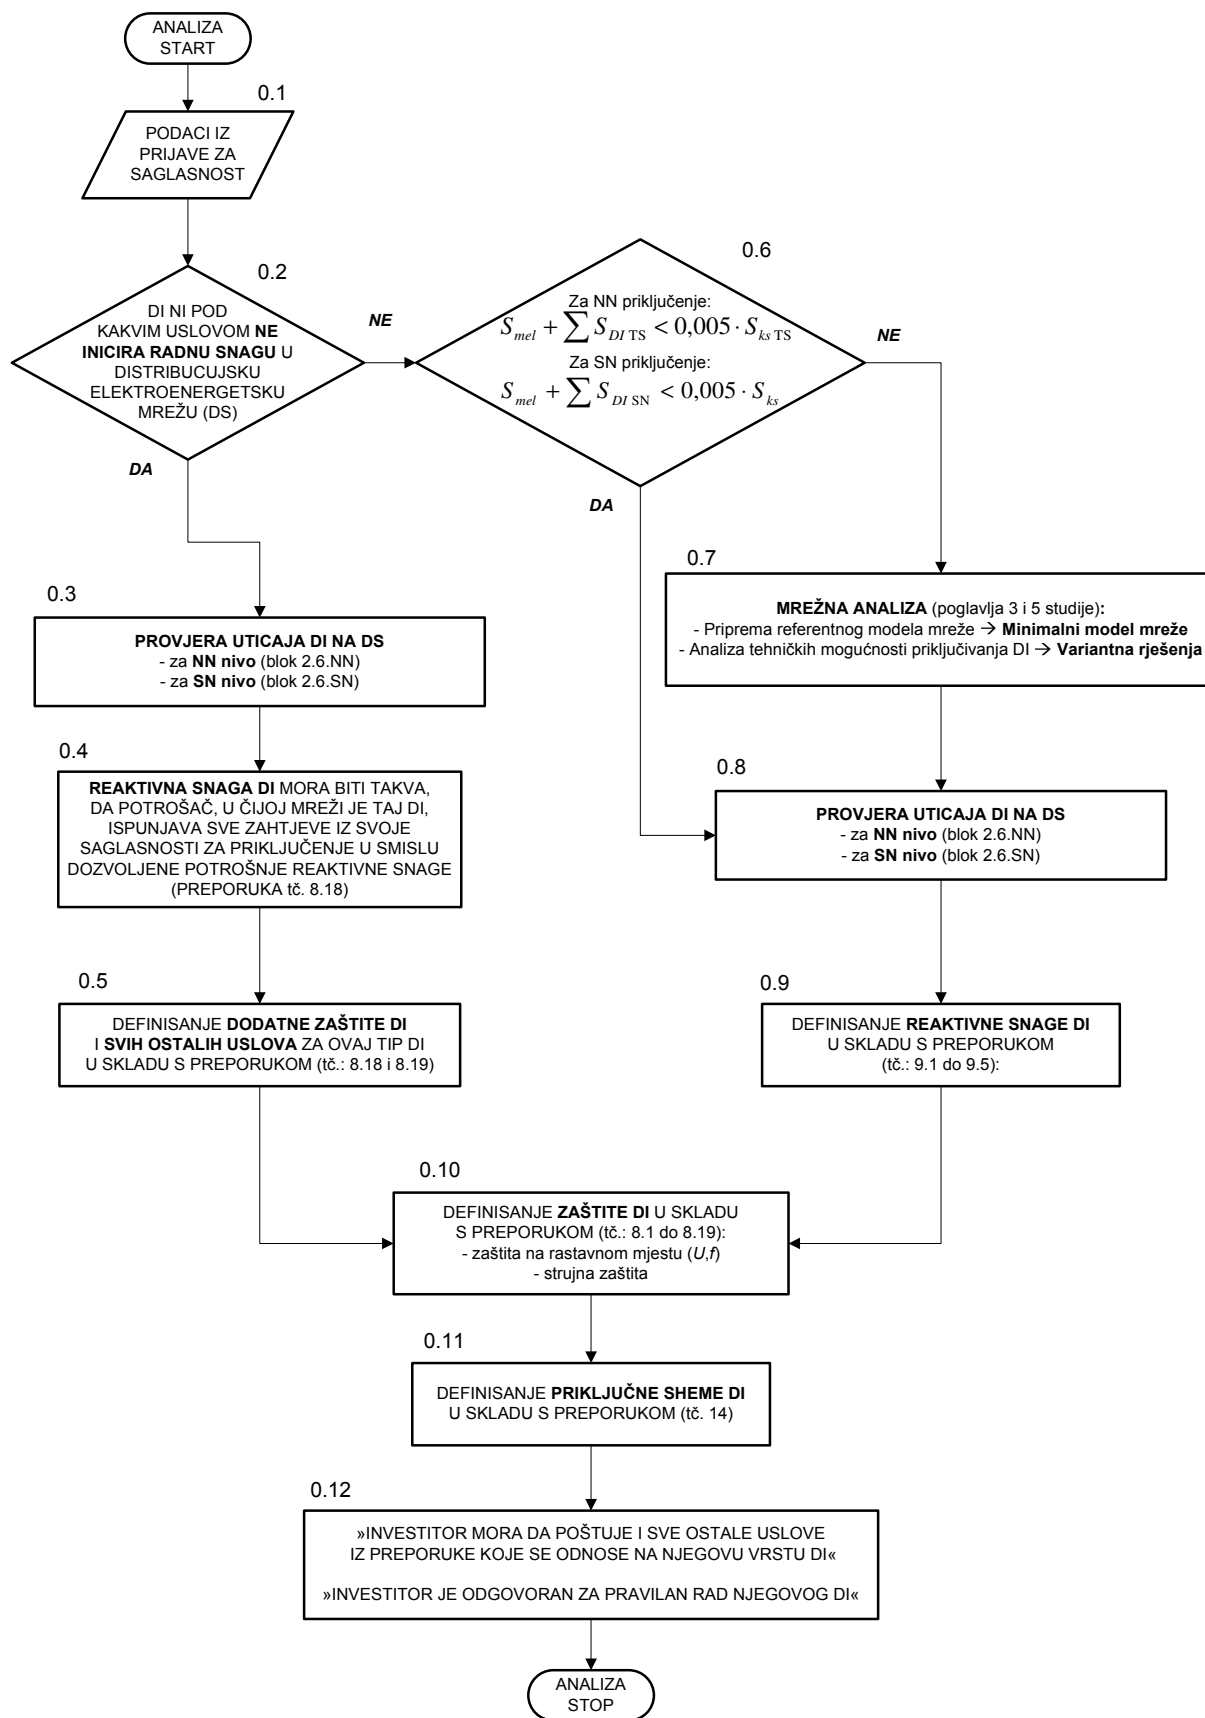 ANALIZA
START
0.1
PODACI IZ
PRIJAVE ZA
SAGLASNOST
0.2
DI NI POD
KAKVIM USLOVOM NE
INICIRA RADNU SNAGU U
DISTRIBUCUJSKU
ELEKTROENERGETSKU
MREŽU (DS)
NE
DA
0.6
Za NN priključenje:
S_mel + ∑ S_DI TS < 0,005 · S_ks TS
Za SN priključenje:
S_mel + ∑ S_DI SN < 0,005 · S_ks
NE
DA
0.3
PROVJERA UTICAJA DI NA DS
- za NN nivo (blok 2.6.NN)
- za SN nivo (blok 2.6.SN)
0.7
MREŽNA ANALIZA (poglavlja 3 i 5 studije):
- Priprema referentnog modela mreže → Minimalni model mreže
- Analiza tehničkih mogućnosti priključivanja DI → Variantna rješenja
0.4
REAKTIVNA SNAGA DI MORA BITI TAKVA,
DA POTROŠAČ, U ČIJOJ MREŽI JE TAJ DI,
ISPUNJAVA SVE ZAHTJEVE IZ SVOJE
SAGLASNOSTI ZA PRIKLJUČENJE U SMISLU
DOZVOLJENE POTROŠNJE REAKTIVNE SNAGE
(PREPORUKA tč. 8.18)
0.8
PROVJERA UTICAJA DI NA DS
- za NN nivo (blok 2.6.NN)
- za SN nivo (blok 2.6.SN)
0.5
DEFINISANJE DODATNE ZAŠTITE DI
I SVIH OSTALIH USLOVA ZA OVAJ TIP DI
U SKLADU S PREPORUKOM (tč.: 8.18 i 8.19)
0.9
DEFINISANJE REAKTIVNE SNAGE DI
U SKLADU S PREPORUKOM
(tč.: 9.1 do 9.5):
0.10
DEFINISANJE ZAŠTITE DI U SKLADU
S PREPORUKOM (tč.: 8.1 do 8.19):
- zaštita na rastavnom mjestu (U,f)
- strujna zaštita
0.11
DEFINISANJE PRIKLJUČNE SHEME DI
U SKLADU S PREPORUKOM (tč. 14)
0.12
»INVESTITOR MORA DA POŠTUJE I SVE OSTALE USLOVE
IZ PREPORUKE KOJE SE ODNOSE NA NJEGOVU VRSTU DI«
»INVESTITOR JE ODGOVORAN ZA PRAVILAN RAD NJEGOVOG DI«
ANALIZA
STOP